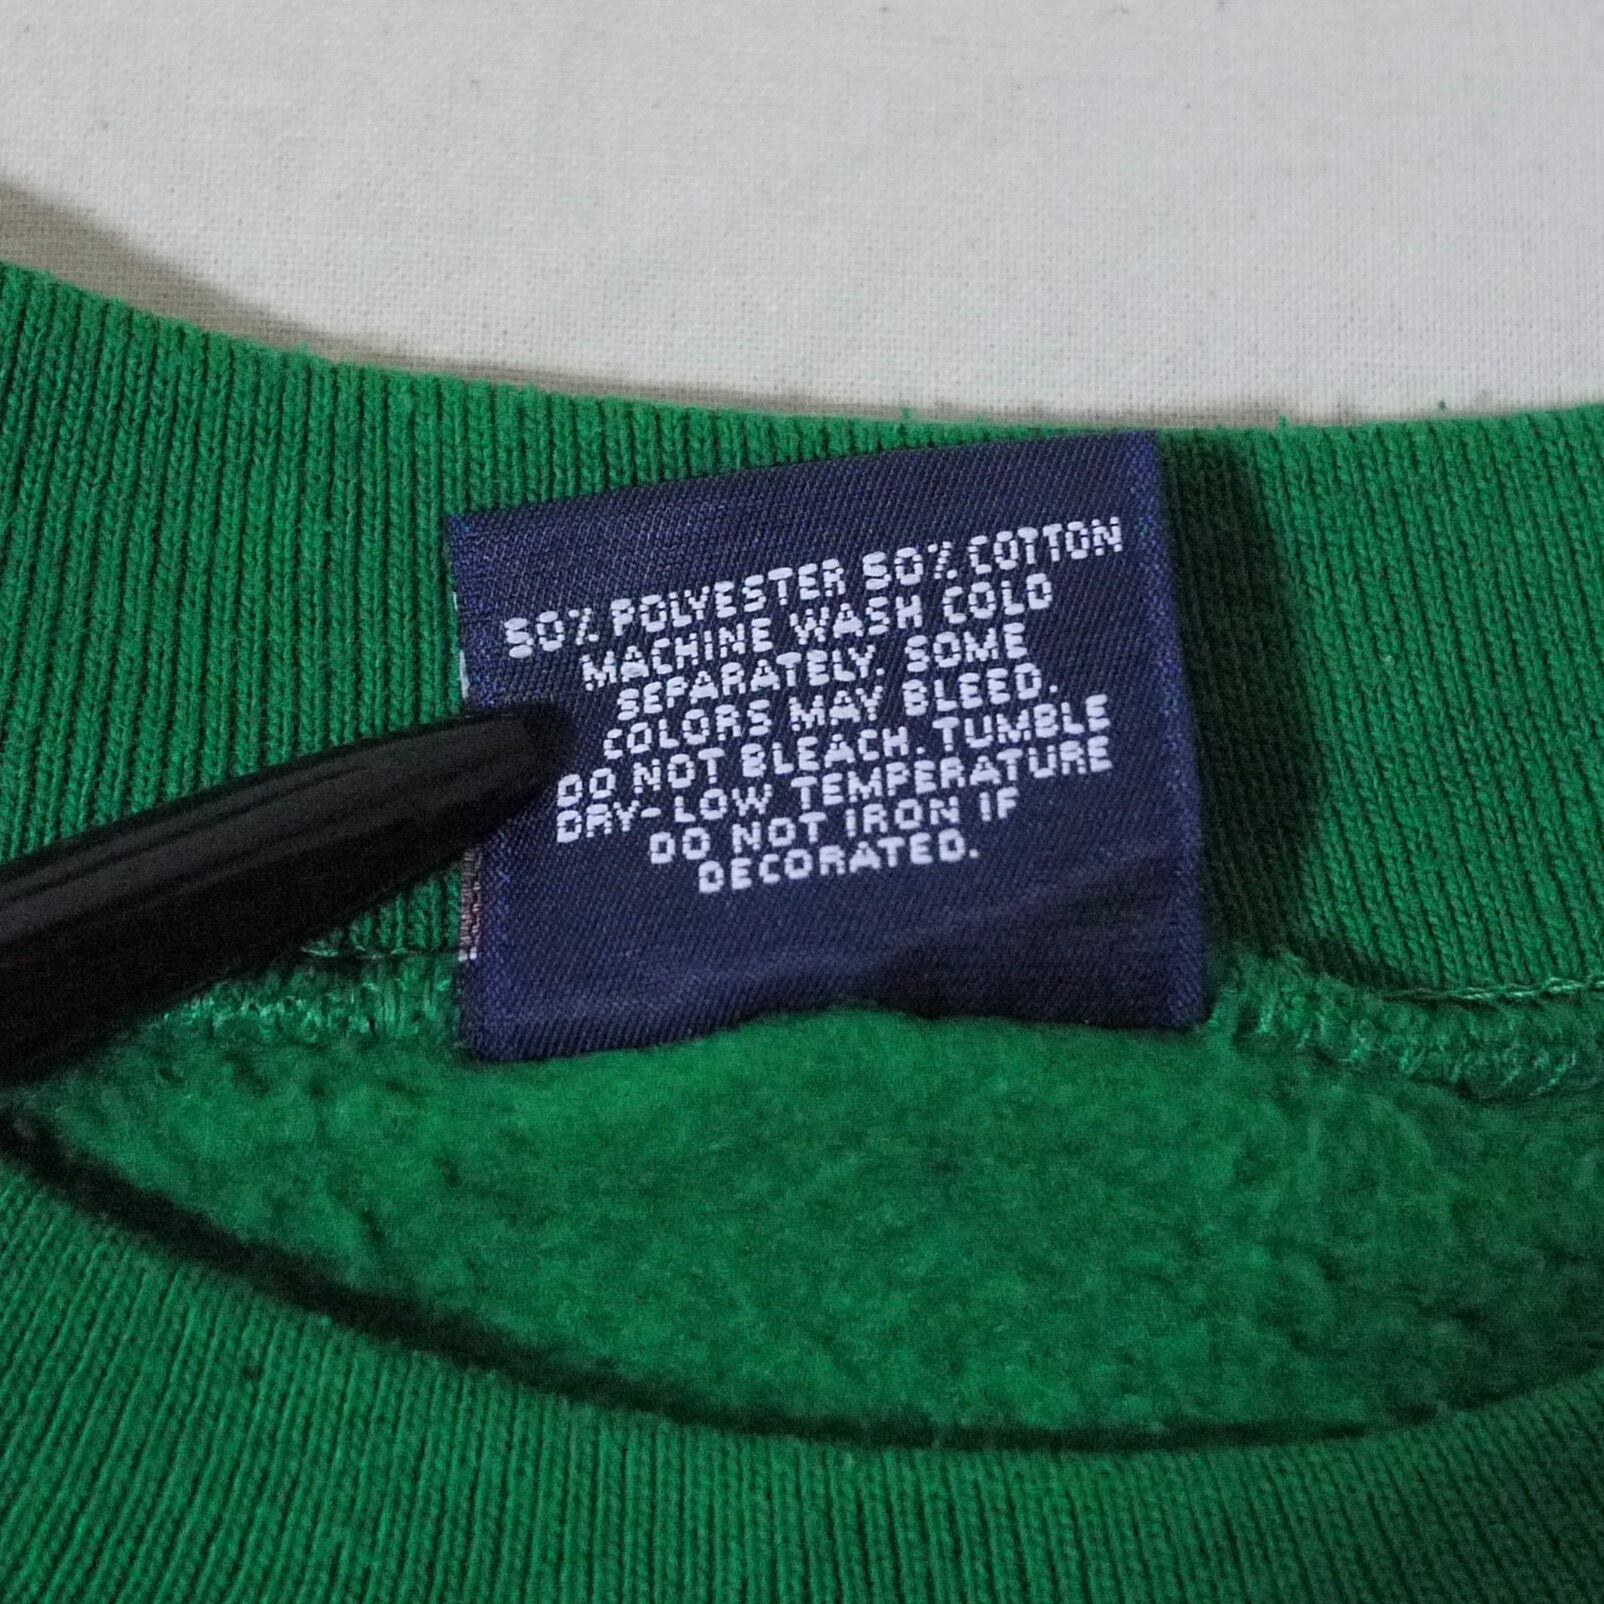 50% POLYESTER 50% COTTON
MACHINE WASH COLD
SEPARATELY. SOME
COLORS MAY BLEED.
DO NOT BLEACH. TUMBLE
DRY-LOW TEMPERATURE
DO NOT IRON IF
DECORATED.